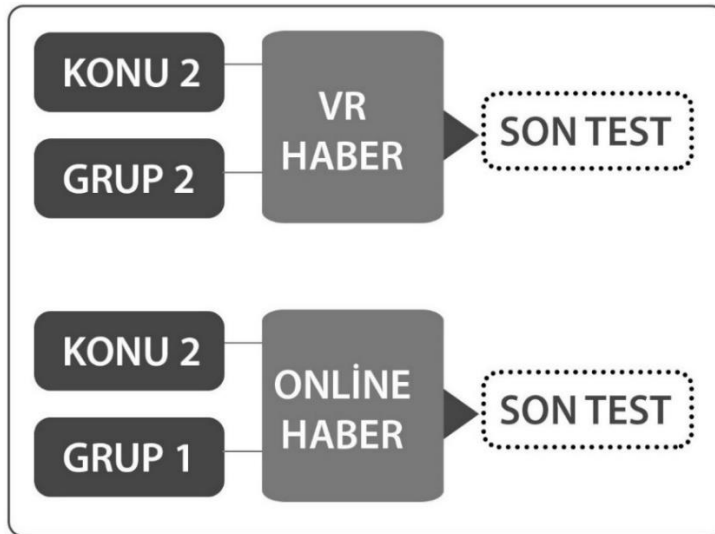 KONU 2
GRUP 2
VR
HABER
SON TEST
KONU 2
GRUP 1
ONLİNE
HABER
SON TEST